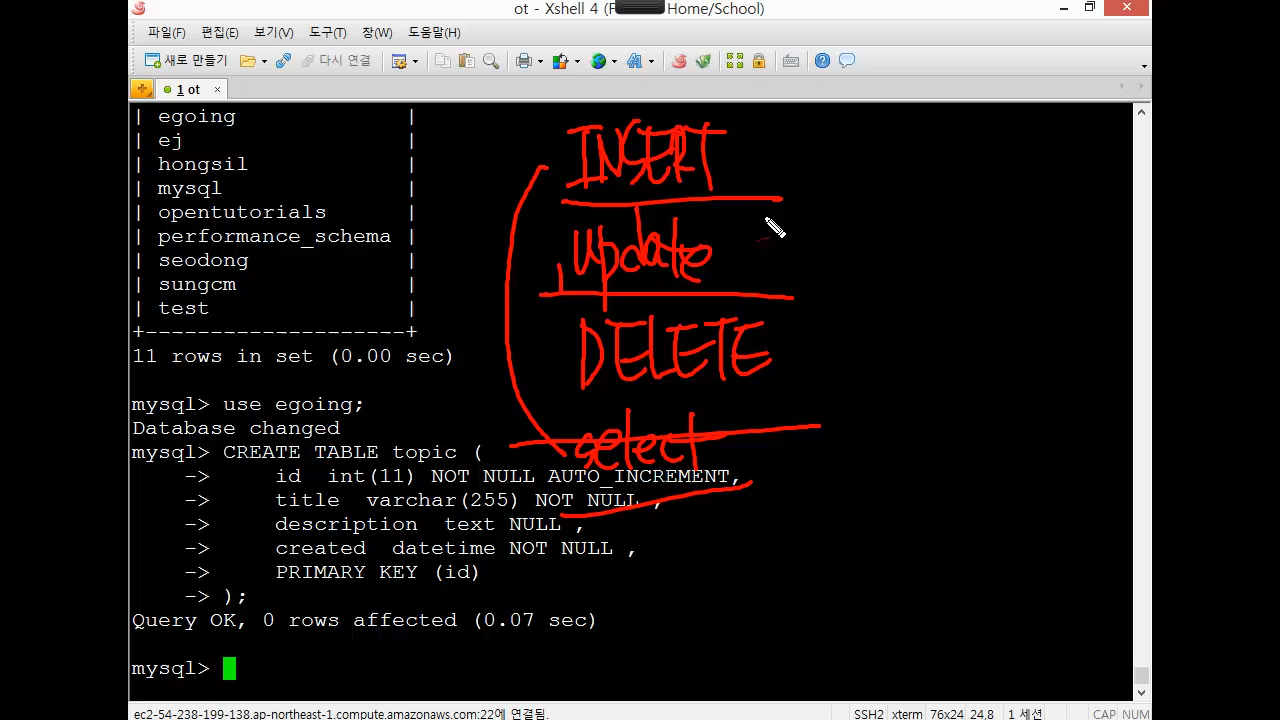 ot - Xshell 4 (F Home/School)
파일(F) 편집(E) 보기(V) 도구(T) 창(W) 도움말(H)
새로 만들기 다시 연결
1 ot
| egoing |
| ej |
| hongsil |
| mysql |
| opentutorials |
| performance_schema |
| seodong |
| sungcm |
| test |
+--------------------+
11 rows in set (0.00 sec)
INSERT
update
DELETE
select
mysql> use egoing;
Database changed
mysql> CREATE TABLE topic (
-> id int(11) NOT NULL AUTO_INCREMENT,
-> title varchar(255) NOT NULL ,
-> description text NULL ,
-> created datetime NOT NULL ,
-> PRIMARY KEY (id)
-> );
Query OK, 0 rows affected (0.07 sec)
mysql>
ec2-54-238-199-138.ap-northeast-1.compute.amazonaws.com:22에 연결됨. SSH2 xterm 76x24 24,8 1 세션 CAP NUM